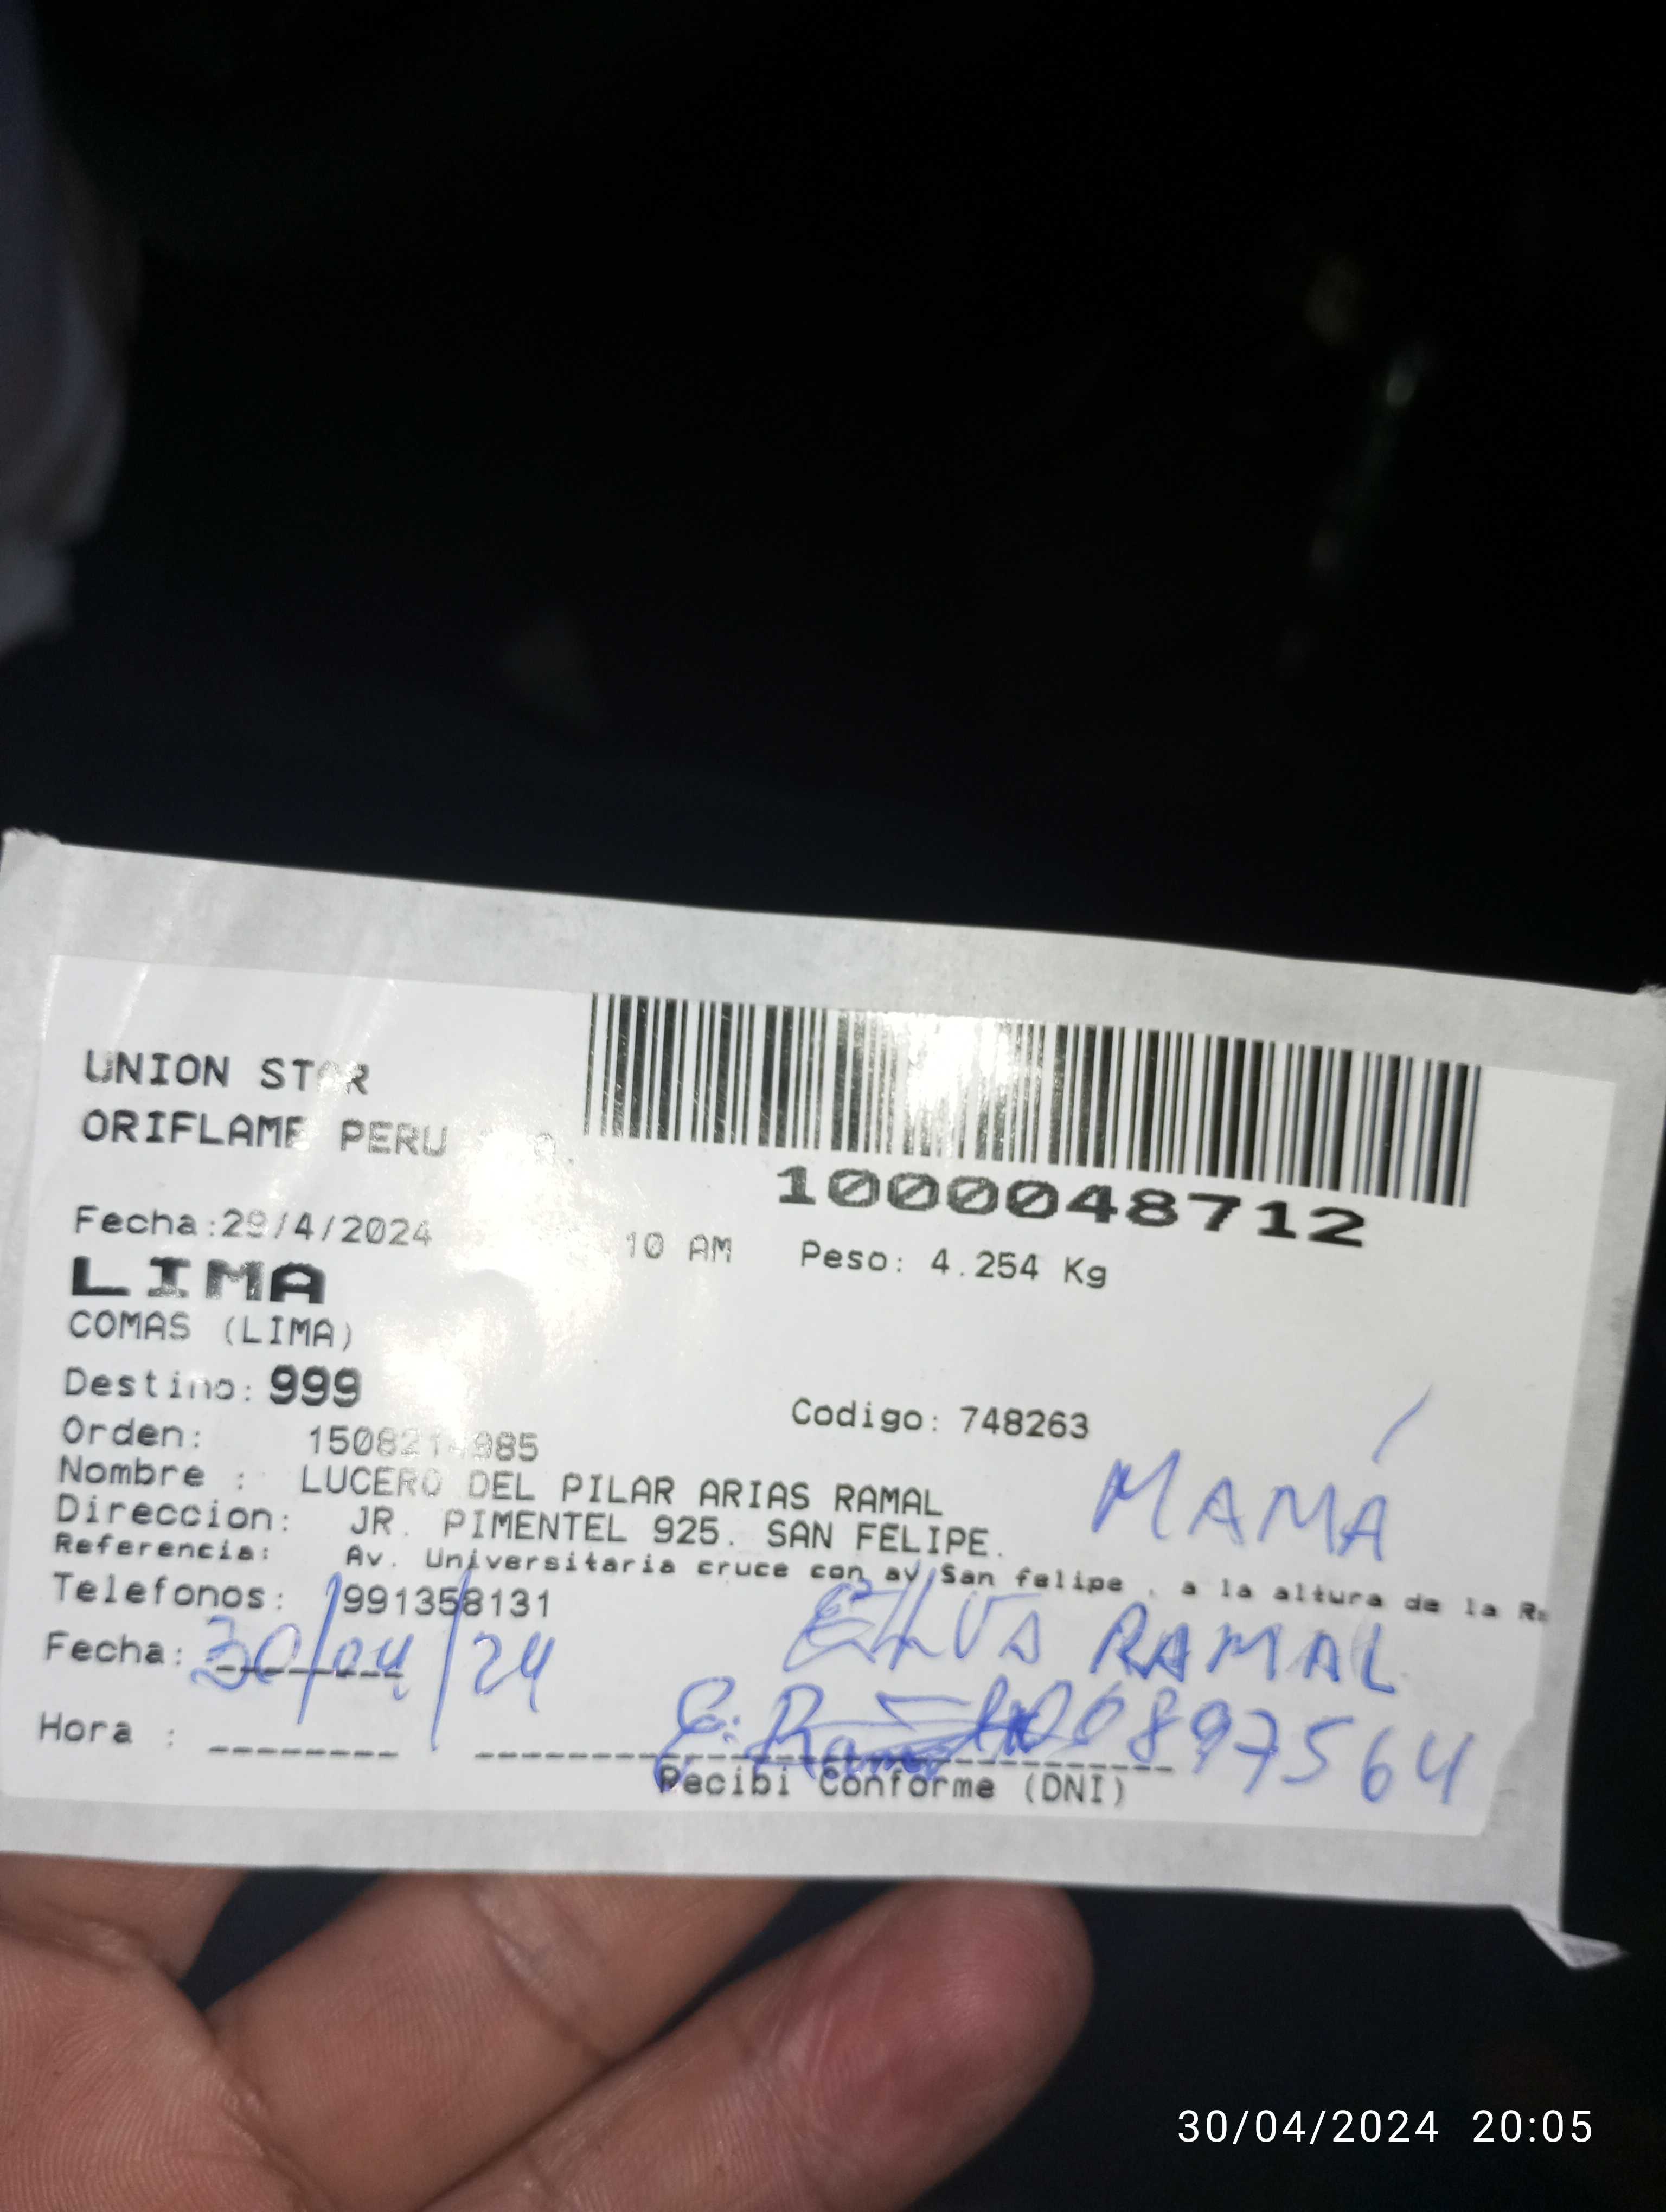 UNION STAR
ORIFLAME PERU
1000048712
Fecha:29/4/2024 10 AM Peso: 4.254 Kg
LIMA
COMAS (LIMA)
Destino: 999
Codigo: 748263
Orden:
Nombre : LUCERO DEL PILAR ARIAS RAMAL
MAMÁ
Direccion: JR. PIMENTEL 925. SAN FELIPE.
Referencia: Av. Universitaria cruce con av San felipe . a la altura de la
Telefonos: 991358131
RAMAL
Fecha: 30/04/24
Hora :
Recibi Conforme (DNI)
30/04/2024 20:05